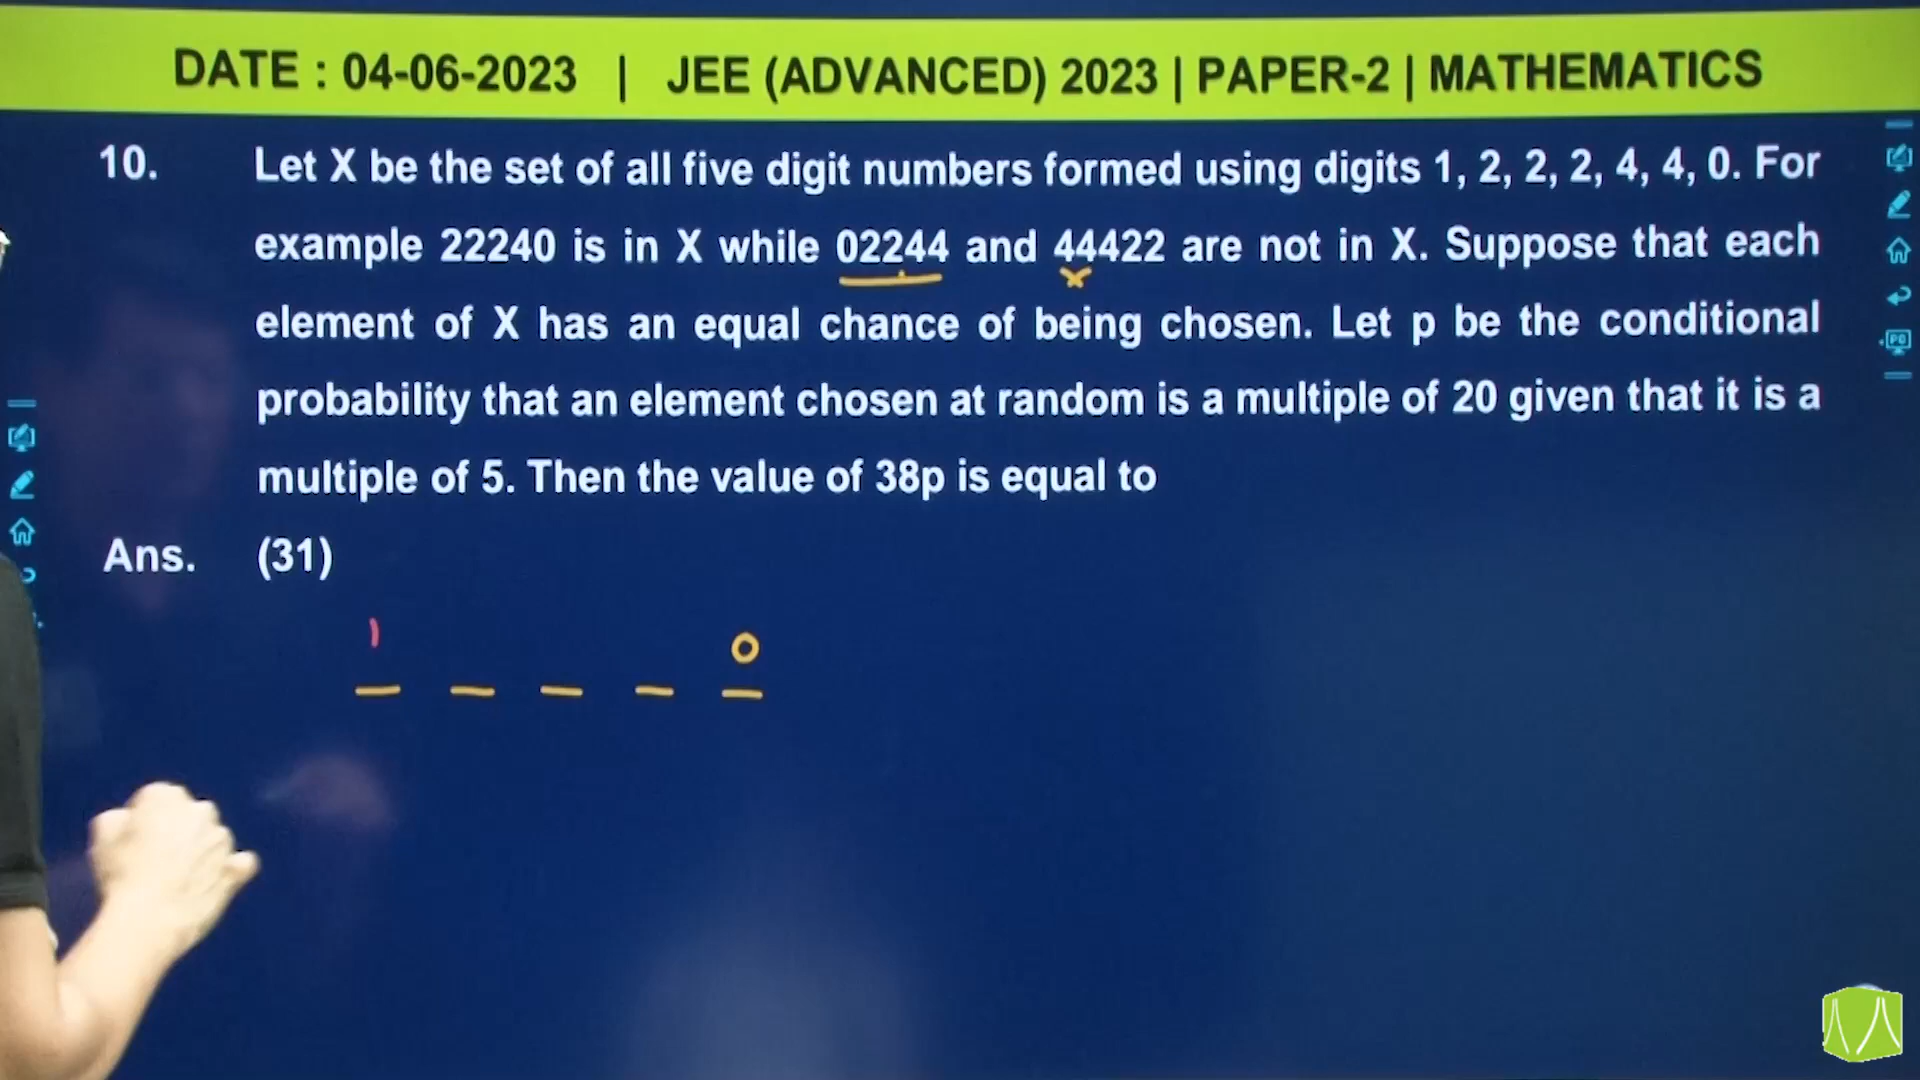 DATE : 04-06-2023 | JEE (ADVANCED) 2023 | PAPER-2 | MATHEMATICS
10. Let X be the set of all five digit numbers formed using digits 1, 2, 2, 2, 4, 4, 0. For
example 22240 is in X while 02244 and 44422 are not in X. Suppose that each
element of X has an equal chance of being chosen. Let p be the conditional
probability that an element chosen at random is a multiple of 20 given that it is a
multiple of 5. Then the value of 38p is equal to
Ans. (31)
1 0
PC